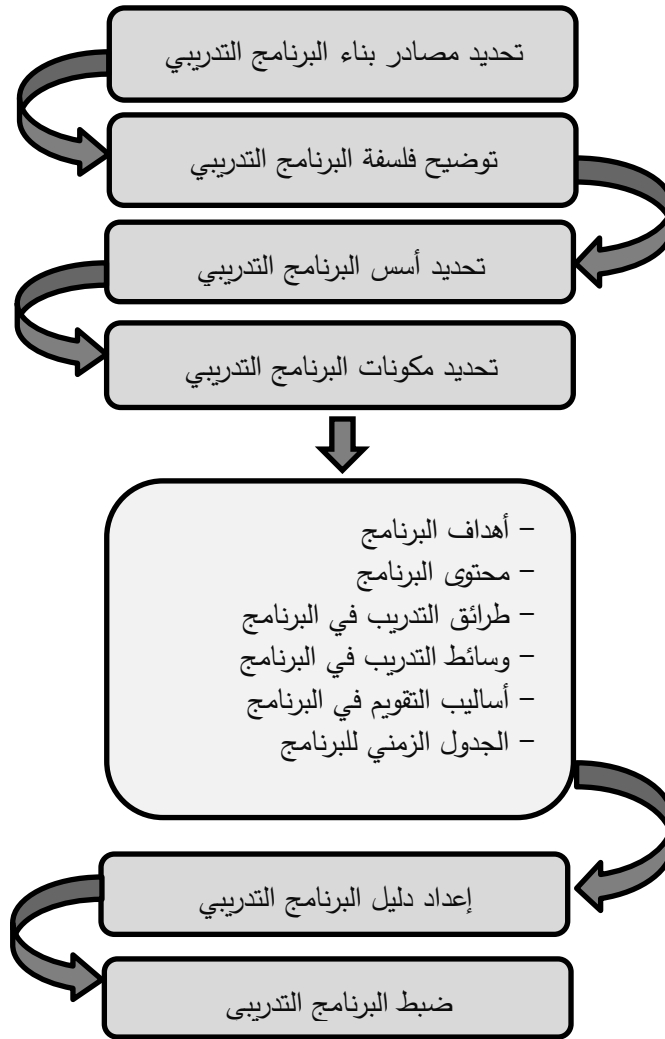 تحديد مصادر بناء البرنامج التدريبي
توضيح فلسفة البرنامج التدريبي
تحديد أسس البرنامج التدريبي
تحديد مكونات البرنامج التدريبي
- أهداف البرنامج
- محتوى البرنامج
- طرائق التدريب في البرنامج
- وسائط التدريب في البرنامج
- أساليب التقويم في البرنامج
- الجدول الزمني للبرنامج
إعداد دليل البرنامج التدريبي
ضبط البرنامج التدريبى